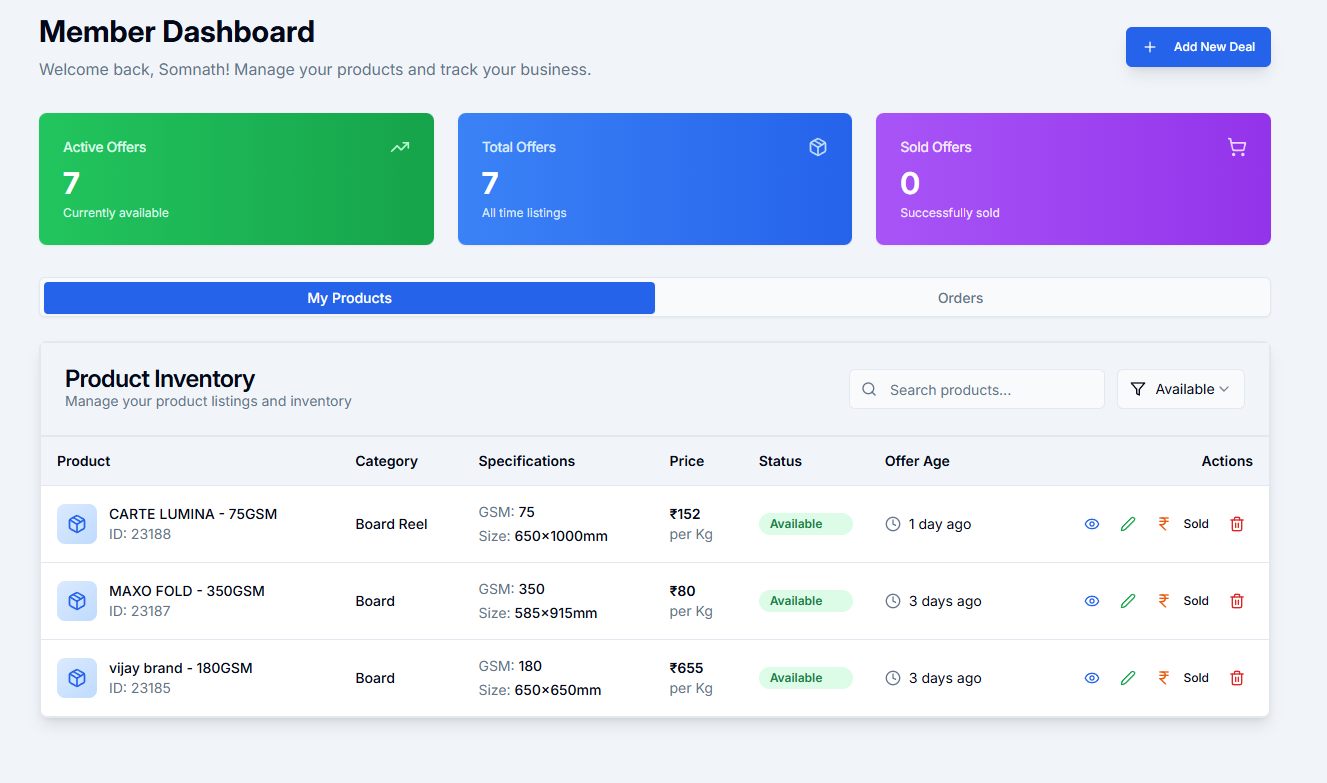 Member Dashboard
Welcome back, Somnath! Manage your products and track your business.
Add New Deal
Active Offers
7
Currently available
Total Offers
7
All time listings
Sold Offers
0
Successfully sold
My Products
Orders
Product Inventory
Manage your product listings and inventory
Search products...
Available
Product Category Specifications Price Status Offer Age Actions
CARTE LUMINA - 75GSM
ID: 23188
Board Reel
GSM: 75
Size: 650×1000mm
₹152
per Kg
Available
1 day ago
₹ Sold
MAXO FOLD - 350GSM
ID: 23187
Board
GSM: 350
Size: 585×915mm
₹80
per Kg
Available
3 days ago
₹ Sold
vijay brand - 180GSM
ID: 23185
Board
GSM: 180
Size: 650×650mm
₹655
per Kg
Available
3 days ago
₹ Sold